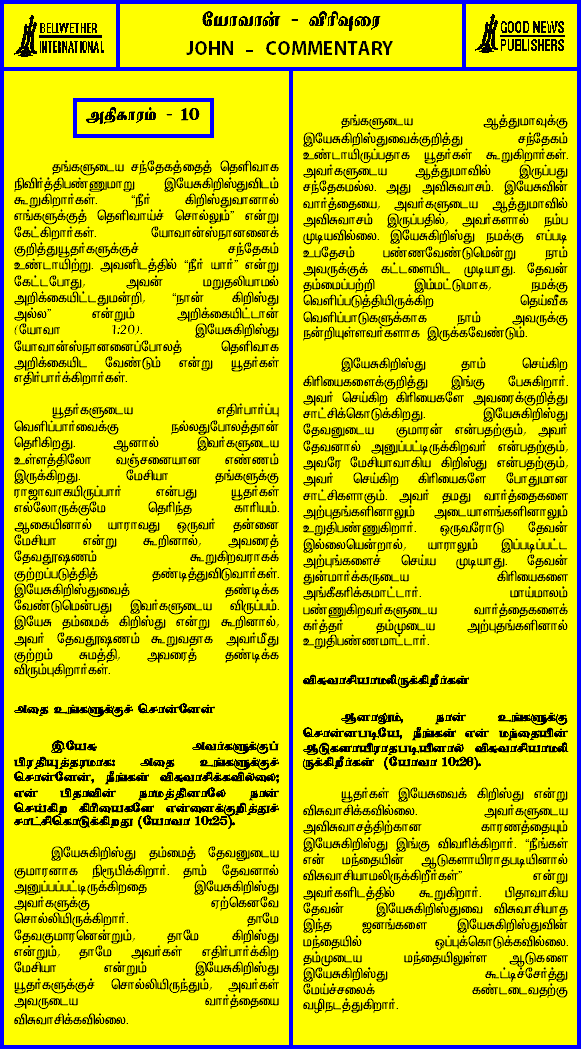 BELWETHER
INTERNATIONAL
யோவான் - விரிவுரை
JOHN - COMMENTARY
GOOD NEWS
PUBLISHERS
அதிகாரம் - 10
தங்களுடைய சந்தேகத்தைத் தெளிவாக
நிவிர்த்திபண்ணுமாறு இயேசுகிறிஸ்துவிடம்
கூறுகிறார்கள். “நீர் கிறிஸ்துவானால்
எங்களுக்குத் தெளிவாய்ச் சொல்லும்” என்று
கேட்கிறார்கள். யோவான்ஸ்நானனைக்
குறித்துயூதர்களுக்குச் சந்தேகம்
உண்டாயிற்று. அவனிடத்தில் “நீர் யார்” என்று
கேட்டபோது, அவன் மறுதலியாமல்
அறிக்கையிட்டதுமன்றி, “நான் கிறிஸ்து
அல்ல” என்றும் அறிக்கையிட்டான்
(யோவா 1:20). இயேசுகிறிஸ்து
யோவான்ஸ்நானனைப்போலத் தெளிவாக
அறிக்கையிட வேண்டும் என்று யூதர்கள்
எதிர்பார்க்கிறார்கள்.
யூதர்களுடைய எதிர்பார்ப்பு
வெளிப்பார்வைக்கு நல்லதுபோலத்தான்
தெரிகிறது. ஆனால் இவர்களுடைய
உள்ளத்திலோ வஞ்சனையான எண்ணம்
இருக்கிறது. மேசியா தங்களுக்கு
ராஜாவாகயிருப்பார் என்பது யூதர்கள்
எல்லோருக்குமே தெரிந்த காரியம்.
ஆகையினால் யாராவது ஒருவர் தன்னை
மேசியா என்று கூறினால், அவரைத்
தேவதூஷணம் கூறுகிறவராகக்
குற்றப்படுத்தித் தண்டித்துவிடுவார்கள்.
இயேசுகிறிஸ்துவைத் தண்டிக்க
வேண்டுமென்பது இவர்களுடைய விருப்பம்.
இயேசு தம்மைக் கிறிஸ்து என்று கூறினால்,
அவர் தேவதூஷணம் கூறுவதாக அவர்மீது
குற்றம் சுமத்தி, அவரைத் தண்டிக்க
விரும்புகிறார்கள்.
அதை உங்களுக்குச் சொன்னேன்
இயேசு அவர்களுக்குப்
பிரதியுத்தரமாக: அதை உங்களுக்குச்
சொன்னேன், நீங்கள் விசுவாசிக்கவில்லை;
என் பிதாவின் நாமத்தினாலே நான்
செய்கிற கிரியைகளே என்னைக்குறித்துச்
சாட்சிகொடுக்கிறது (யோவா 10:25).
இயேசுகிறிஸ்து தம்மைத் தேவனுடைய
குமாரனாக நிரூபிக்கிறார். தாம் தேவனால்
அனுப்பப்பட்டிருக்கிறதை இயேசுகிறிஸ்து
அவர்களுக்கு ஏற்கெனவே
சொல்லியிருக்கிறார். தாமே
தேவகுமாரனென்றும், தாமே கிறிஸ்து
என்றும், தாமே அவர்கள் எதிர்பார்க்கிற
மேசியா என்றும் இயேசுகிறிஸ்து
யூதர்களுக்குச் சொல்லியிருந்தும், அவர்கள்
அவருடைய வார்த்தையை
விசுவாசிக்கவில்லை.
தங்களுடைய ஆத்துமாவுக்கு
இயேசுகிறிஸ்துவைக்குறித்து சந்தேகம்
உண்டாயிருப்பதாக யூதர்கள் கூறுகிறார்கள்.
அவர்களுடைய ஆத்துமாவில் இருப்பது
சந்தேகமல்ல. அது அவிசுவாசம். இயேசுவின்
வார்த்தையை, அவர்களுடைய ஆத்துமாவில்
அவிசுவாசம் இருப்பதில், அவர்களால் நம்ப
முடியவில்லை. இயேசுகிறிஸ்து நமக்கு எப்படி
உபதேசம் பண்ணவேண்டுமென்று நாம்
அவருக்குக் கட்டளையிட முடியாது. தேவன்
தம்மைப்பற்றி இம்மட்டுமாக, நமக்கு
வெளிப்படுத்தியிருக்கிற தெய்வீக
வெளிப்பாடுகளுக்காக நாம் அவருக்கு
நன்றியுள்ளவர்களாக இருக்கவேண்டும்.
இயேசுகிறிஸ்து தாம் செய்கிற
கிரியைகளைக்குறித்து இங்கு பேசுகிறார்.
அவர் செய்கிற கிரியைகளே அவரைக்குறித்து
சாட்சிக்கொடுக்கிறது. இயேசுகிறிஸ்து
தேவனுடைய குமாரன் என்பதற்கும், அவர்
தேவனால் அனுப்பட்டிருக்கிறவர் என்பதற்கும்,
அவரே மேசியாவாகிய கிறிஸ்து என்பதற்கும்,
அவர் செய்கிற கிரியைகளே போதுமான
சாட்சிகளாகும். அவர் தமது வார்த்தைகளை
அற்புதங்களினாலும் அடையாளங்களினாலும்
உறுதிபண்ணுகிறார். ஒருவரோடு தேவன்
இல்லையென்றால், யாராலும் இப்படிப்பட்ட
அற்புங்களைச் செய்ய முடியாது. தேவன்
துன்மார்க்கருடைய கிரியைகளை
அங்கீகரிக்கமாட்டார். மாய்மாலம்
பண்ணுகிறவர்களுடைய வார்த்தைகளைக்
கர்த்தர் தம்முடைய அற்புதங்களினால்
உறுதிபண்ணமாட்டார்.
விசுவாசியாமலிருக்கிறீர்கள்
ஆனாலும், நான் உங்களுக்கு
சொன்னபடியே, நீங்கள் என் மந்தையின்
ஆடுகளாயிராதபடியினால் விசுவாசியாமலி
ருக்கிறீர்கள் (யோவா 10:26).
யூதர்கள் இயேசுவைக் கிறிஸ்து என்று
விசுவாசிக்கவில்லை. அவர்களுடைய
அவிசுவாசத்திற்கான காரணத்தையும்
இயேசுகிறிஸ்து இங்கு விவரிக்கிறார். “நீங்கள்
என் மந்தையின் ஆடுகளாயிராதபடியினால்
விசுவாசியாமலிருக்கிறீர்கள்” என்று
அவர்களிடத்தில் கூறுகிறார். பிதாவாகிய
தேவன் இயேசுகிறிஸ்துவை விசுவாசியாத
இந்த ஜனங்களை இயேசுகிறிஸ்துவின்
மந்தையில் ஒப்புக்கொடுக்கவில்லை.
தம்முடைய மந்தையிலுள்ள ஆடுகளை
இயேசுகிறிஸ்து கூட்டிச்சேர்த்து
மேய்ச்சலைக் கண்டடைவதற்கு
வழிநடத்துகிறார்.